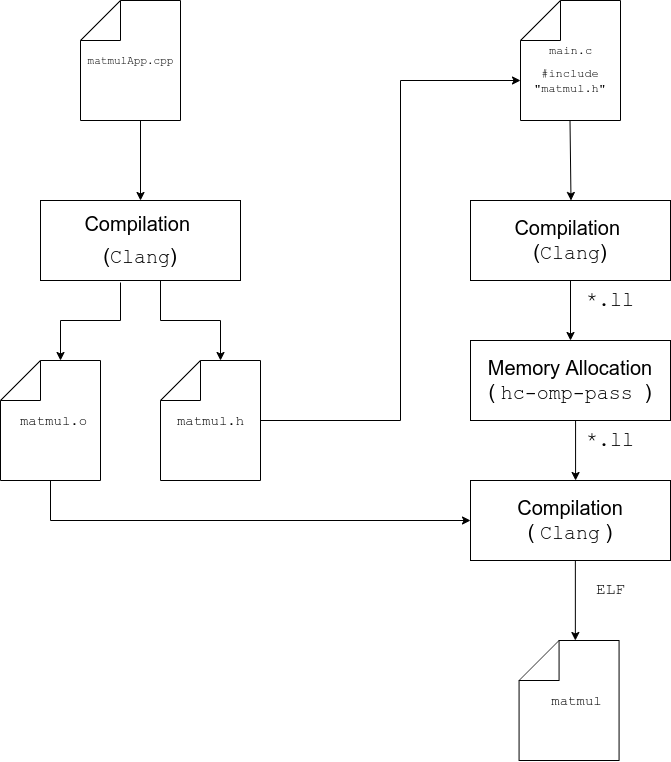 matmulApp.cpp
main.c
#include
"matmul.h"
Compilation
(Clang)
Compilation
(Clang)
*.ll
Memory Allocation
( hc-omp-pass )
*.ll
matmul.o
matmul.h
Compilation
( Clang )
ELF
matmul